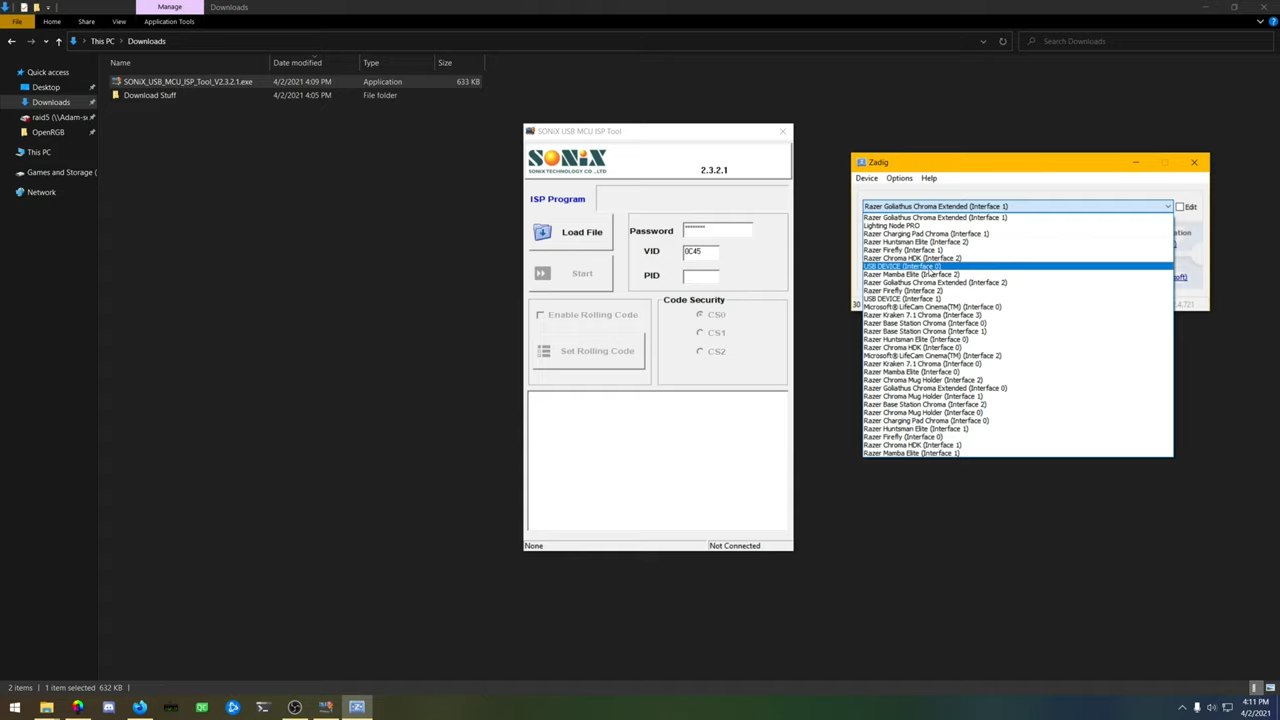 Manage
Downloads
File
Home
Share
View
Application Tools
This PC
Downloads
Search Downloads
Name
Date modified
Type
Size
Quick access
Desktop
Downloads
raid5 (\\Adam-s
OpenRGB
This PC
Games and Storage (
Network
SONiX_USB_MCU_ISP_Tool_V2.3.2.1.exe
4/2/2021 4:09 PM
Application
633 KB
Download Stuff
4/2/2021 4:05 PM
File folder
SONiX USB MCU ISP Tool
SONiX
SONIX TECHNOLOGY CO.,LTD
2.3.2.1
ISP Program
Load File
Password
********
VID
0C45
Start
PID
Enable Rolling Code
Set Rolling Code
Code Security
CS0
CS1
CS2
None
Not Connected
Zadig
Device
Options
Help
Razer Goliathus Chroma Extended (Interface 1)
Edit
Razer Goliathus Chroma Extended (Interface 1)
Lighting Node PRO
Razer Charging Pad Chroma (Interface 1)
Razer Huntsman Elite (Interface 2)
Razer Firefly (Interface 1)
Razer Chroma HDK (Interface 2)
USB DEVICE (Interface 0)
Razer Mamba Elite (Interface 2)
Razer Goliathus Chroma Extended (Interface 2)
Razer Firefly (Interface 2)
USB DEVICE (Interface 1)
Microsoft® LifeCam Cinema(TM) (Interface 0)
Razer Kraken 7.1 Chroma (Interface 3)
Razer Base Station Chroma (Interface 0)
Razer Base Station Chroma (Interface 1)
Razer Huntsman Elite (Interface 0)
Razer Chroma HDK (Interface 0)
Microsoft® LifeCam Cinema(TM) (Interface 2)
Razer Kraken 7.1 Chroma (Interface 0)
Razer Mamba Elite (Interface 0)
Razer Chroma Mug Holder (Interface 2)
Razer Goliathus Chroma Extended (Interface 0)
Razer Chroma Mug Holder (Interface 1)
Razer Base Station Chroma (Interface 2)
Razer Chroma Mug Holder (Interface 0)
Razer Charging Pad Chroma (Interface 0)
Razer Huntsman Elite (Interface 1)
Razer Firefly (Interface 0)
Razer Chroma HDK (Interface 1)
Razer Mamba Elite (Interface 1)
ation
soft)
30
.4.721
2 items
1 item selected 632 KB
4:11 PM
4/2/2021